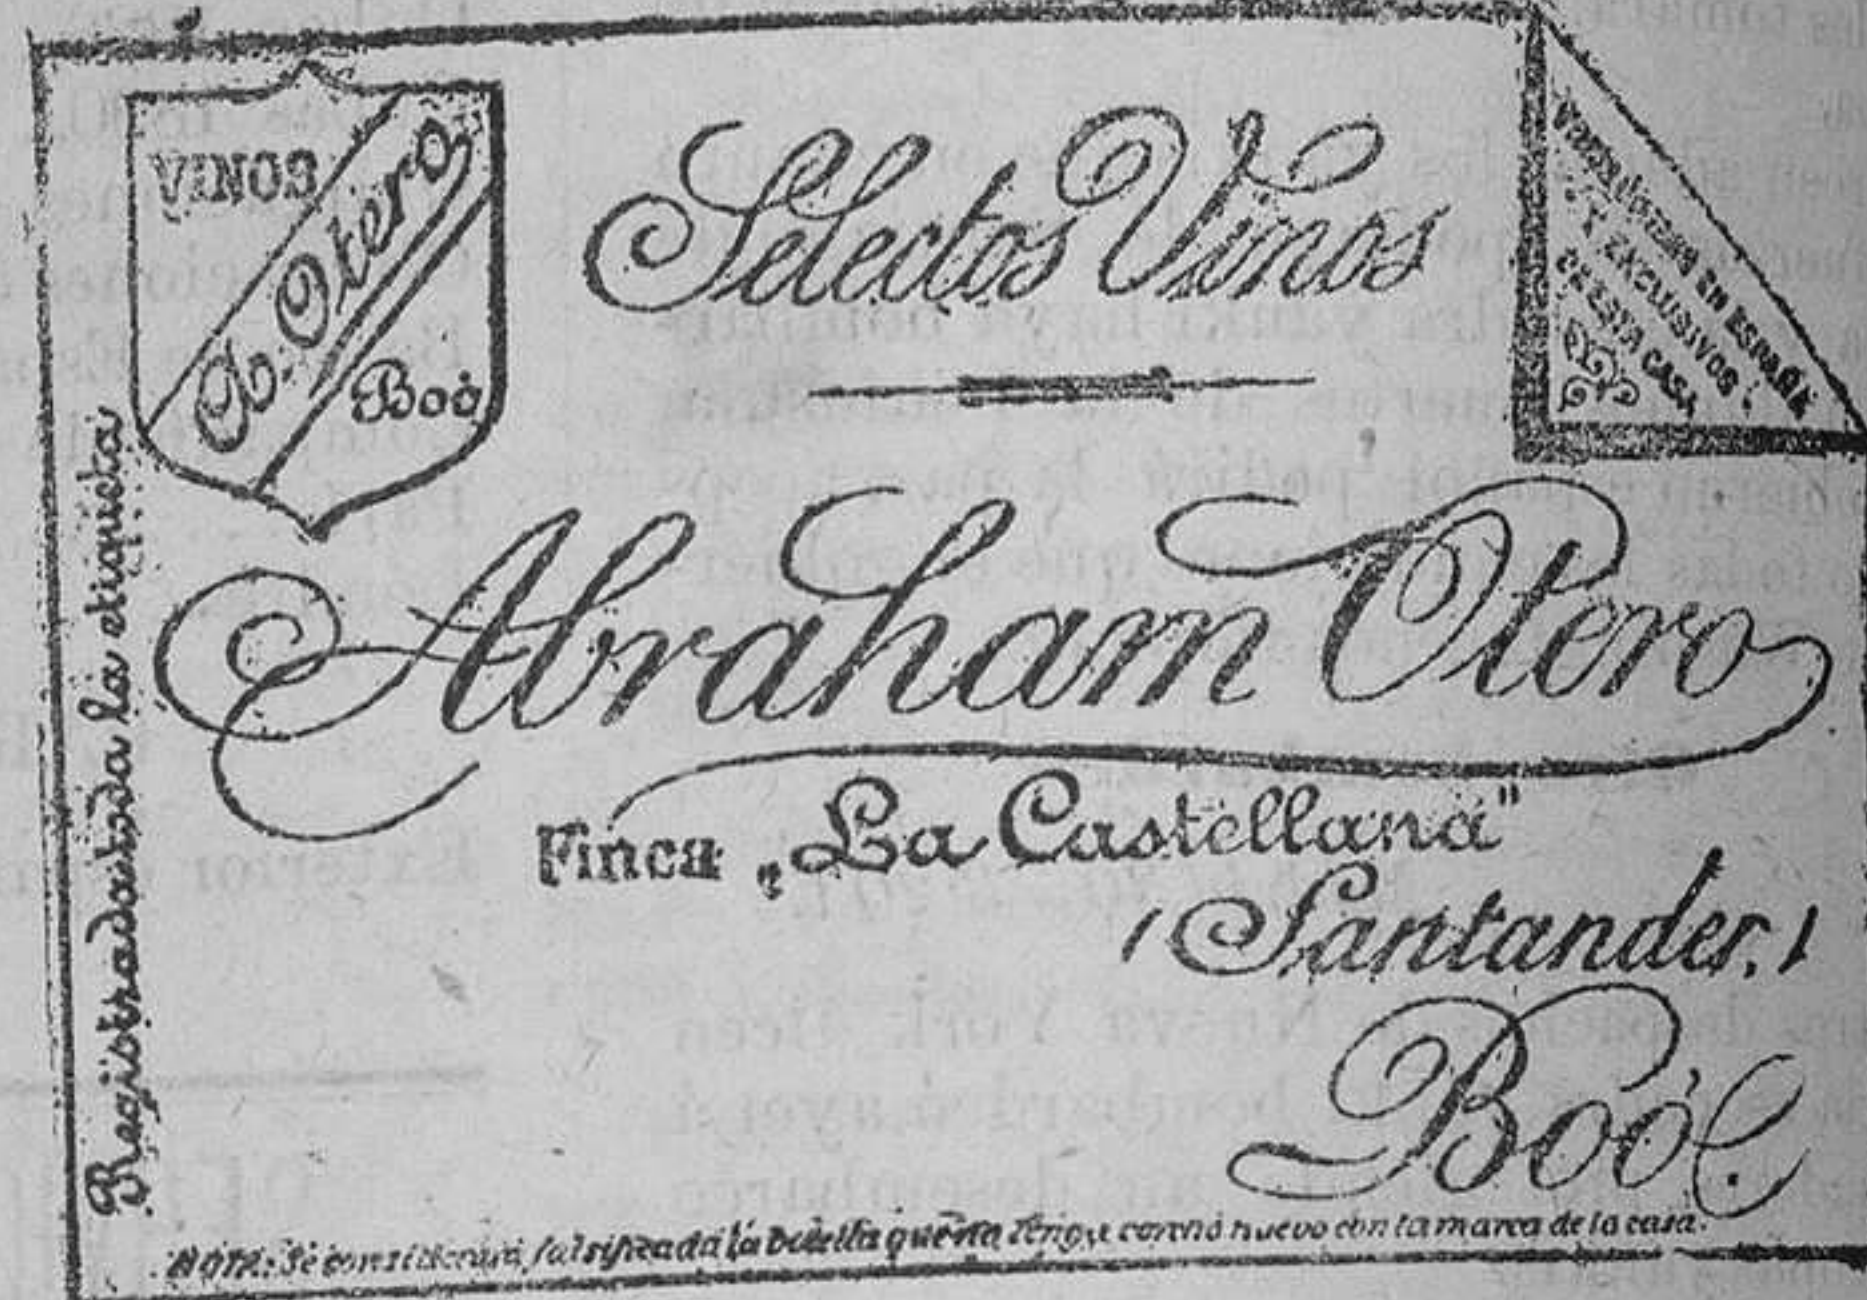 VINOS
A. Otero
Boó
Selectos Vinos
Vinos Oteros EN ESPAÑA
Y EXCLUSIVOS
DE ESTA CASA
Abraham Otero
Finca „La Castellana"
(Santander.)
Boó
Registrada toda la etiqueta
NOTA: Se considerará falsificada la botella que no tenga corcho nuevo con la marca de la casa.